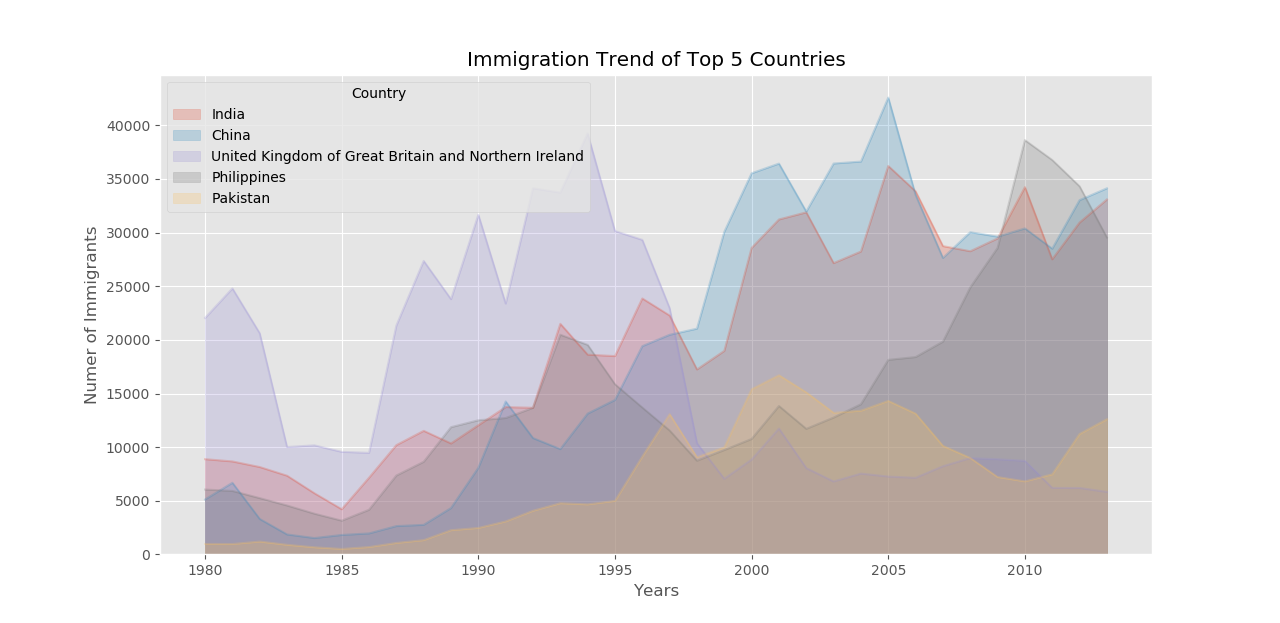 Immigration Trend of Top 5 Countries
Country
India
China
United Kingdom of Great Britain and Northern Ireland
Philippines
Pakistan
Numer of Immigrants
40000
35000
30000
25000
20000
15000
10000
5000
0
1980 1985 1990 1995 2000 2005 2010
Years